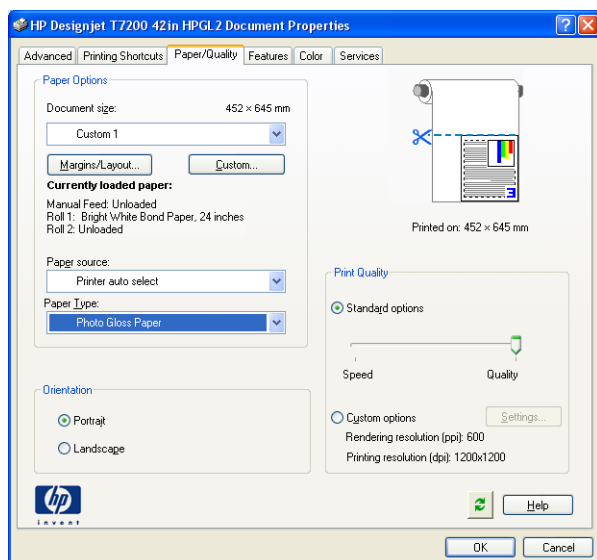 HP Designjet T7200 42in HPGL2 Document Properties
Advanced Printing Shortcuts Paper/Quality Features Color Services
Paper Options
Document size: 452 × 645 mm
Custom 1
Margins/Layout... Custom...
Currently loaded paper:
Manual Feed: Unloaded
Roll 1: Bright White Bond Paper, 24 inches
Roll 2: Unloaded
Paper source:
Printer auto select
Paper Type:
Photo Gloss Paper
Orientation
Portrait
Landscape
3
Printed on: 452 × 645 mm
Print Quality
Standard options
Speed Quality
Custom options Settings...
Rendering resolution (ppi): 600
Printing resolution (dpi): 1200x1200
hp
invent
Help
OK Cancel